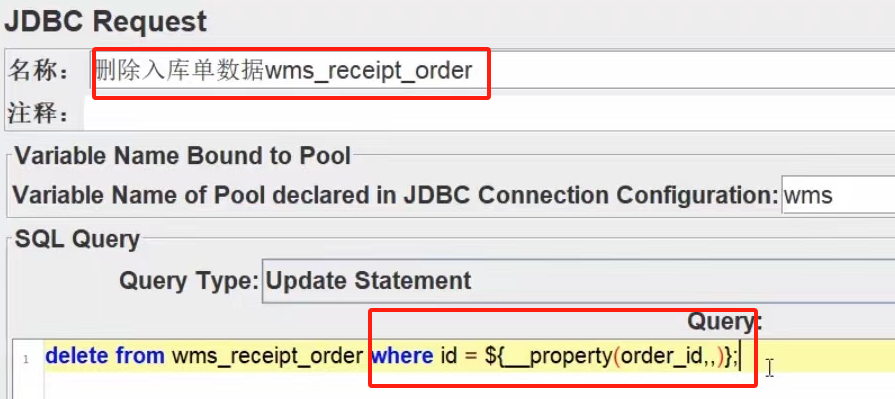 JDBC Request
名称： 删除入库单数据wms_receipt_order
注释：
Variable Name Bound to Pool
Variable Name of Pool declared in JDBC Connection Configuration: wms
SQL Query
Query Type: Update Statement
Query:
1 delete from wms_receipt_order where id = ${__property(order_id,,)};